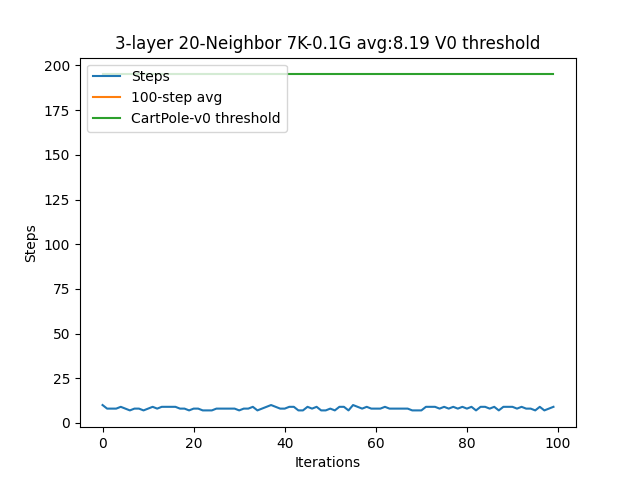 3-layer 20-Neighbor 7K-0.1G avg:8.19 V0 threshold
200
175
150
125
100
75
50
25
0
Steps
Steps
100-step avg
CartPole-v0 threshold
0 20 40 60 80 100
Iterations